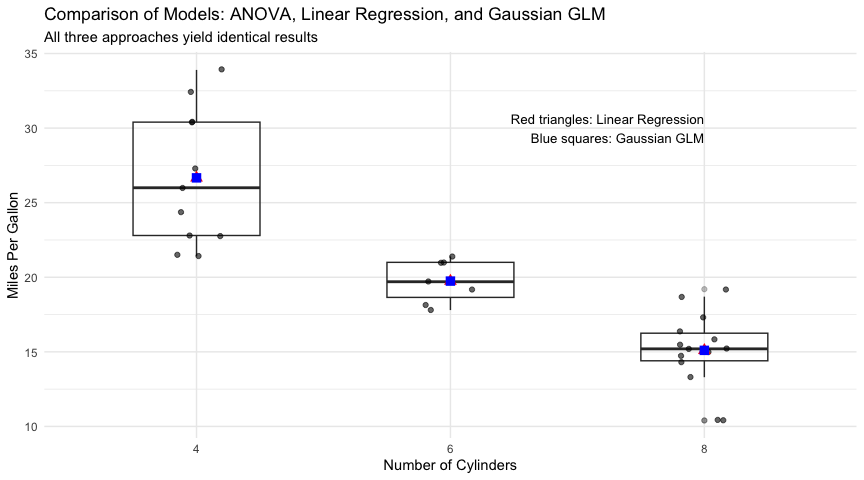 Comparison of Models: ANOVA, Linear Regression, and Gaussian GLM
All three approaches yield identical results
35
30
25
20
15
10
Miles Per Gallon
Red triangles: Linear Regression
Blue squares: Gaussian GLM
4
6
8
Number of Cylinders